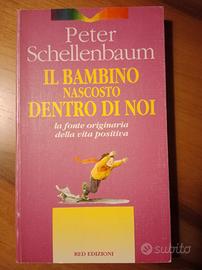 Peter
Schellenbaum
IL BAMBINO
NASCOSTO
DENTRO DI NOI
la fonte originaria
della vita positiva
RED EDIZIONI
subito